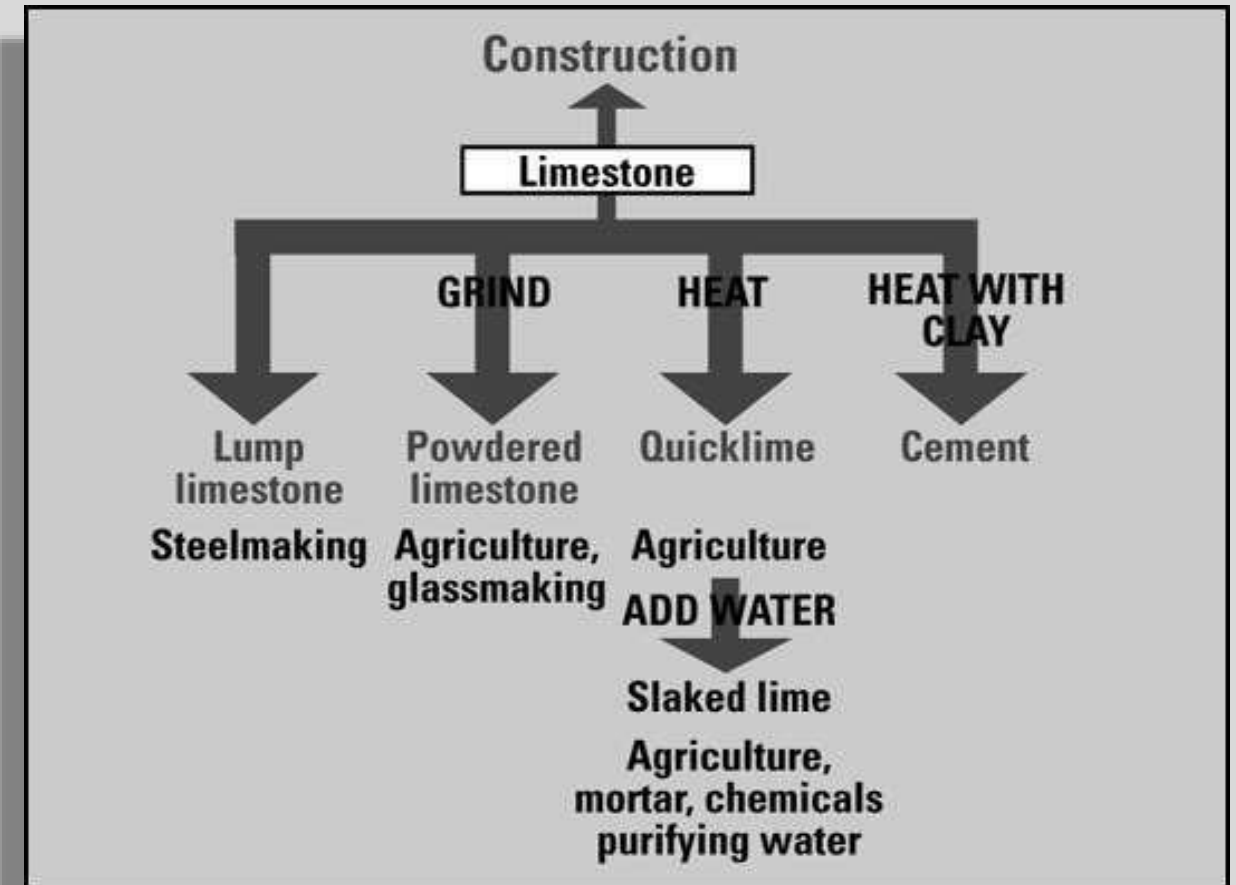 Construction
Limestone
GRIND
HEAT
HEAT WITH
CLAY
Lump
limestone
Powdered
limestone
Quicklime
Cement
Steelmaking
Agriculture,
glassmaking
Agriculture
ADD WATER
Slaked lime
Agriculture,
mortar, chemicals
purifying water